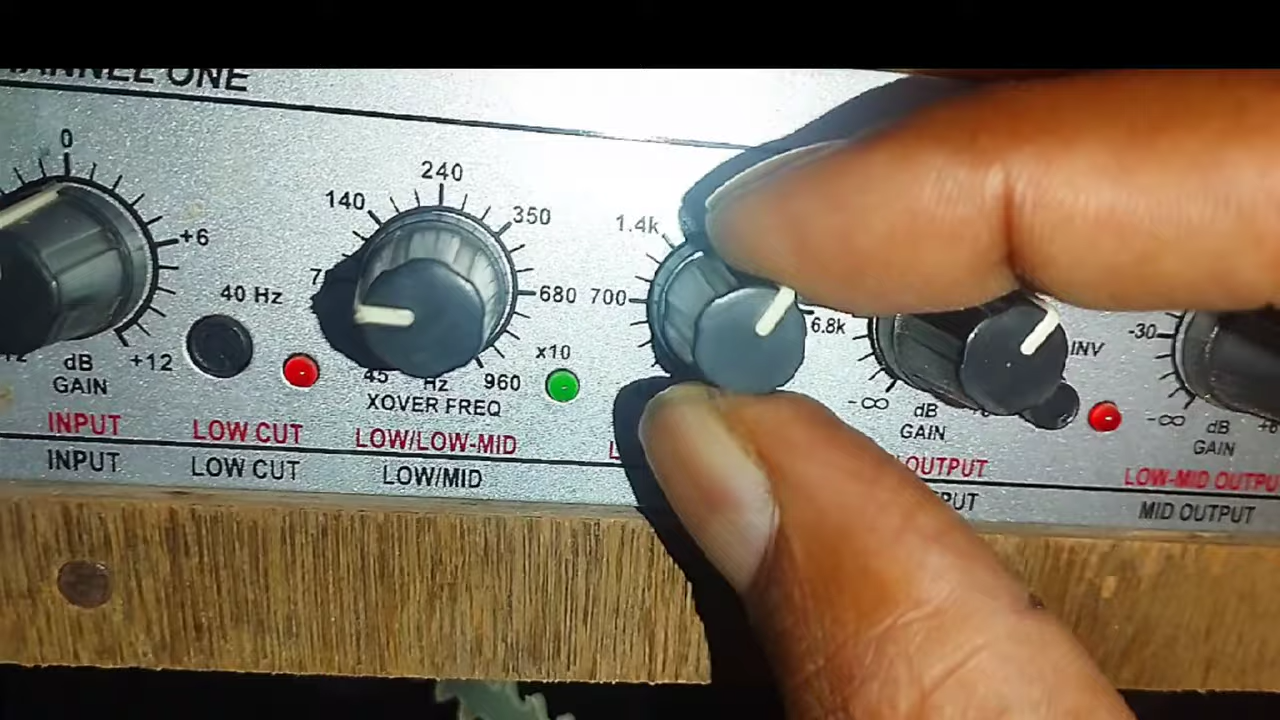 CHANNEL ONE
0
+6
+12
dB
GAIN
INPUT
INPUT
40 Hz
LOW CUT
LOW CUT
140
240
350
680
960
45
Hz
x10
XOVER FREQ
LOW/LOW-MID
LOW/MID
1.4k
700
6.8k
-∞
dB
GAIN
INV
OUTPUT
-30
-∞
dB
GAIN
LOW-MID OUTPU
MID OUTPUT